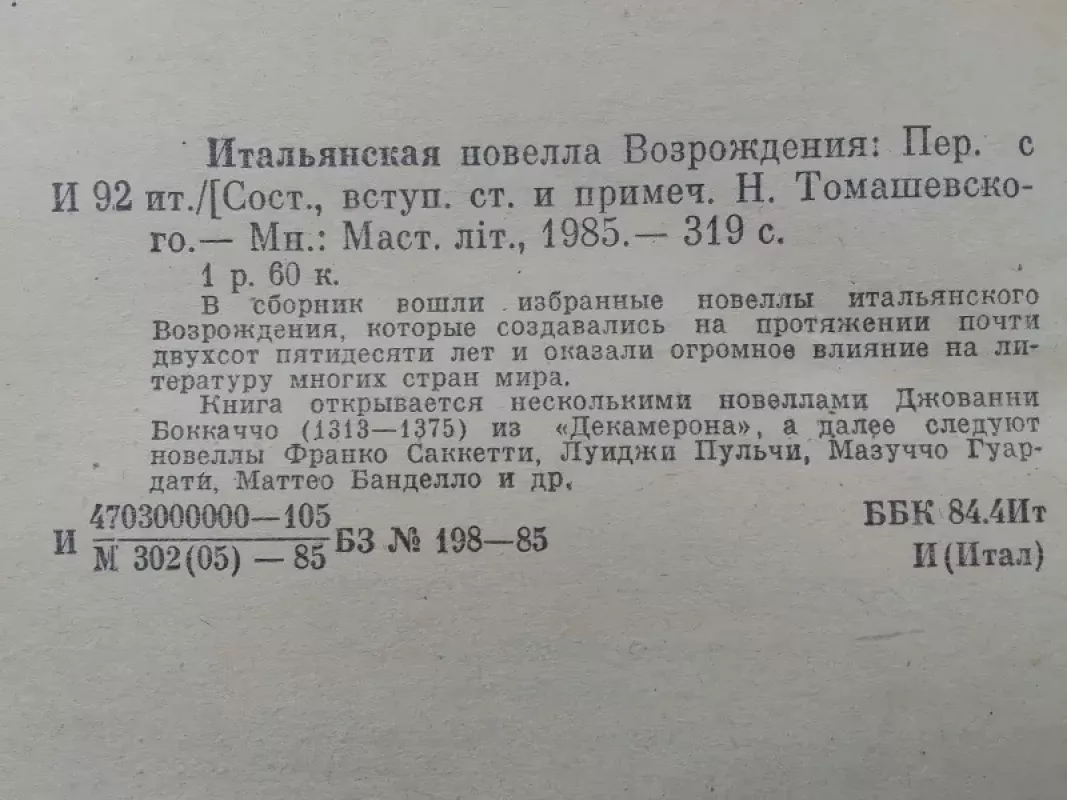 Итальянская новелла Возрождения: Пер. с
И 92 ит./[Сост., вступ. ст. и примеч. Н. Томашевско-
го.— Мн.: Маст. літ., 1985.— 319 с.
1 р. 60 к.
В сборник вошли избранные новеллы итальянского
Возрождения, которые создавались на протяжении почти
двухсот пятидесяти лет и оказали огромное влияние на ли-
тературу многих стран мира.
Книга открывается несколькими новеллами Джованни
Боккаччо (1313—1375) из «Декамерона», а далее следуют
новеллы Франко Саккетти, Луиджи Пульчи, Мазуччо Гуар-
дати, Маттео Банделло и др.
И 4703000000—105
М 302(05) — 85 БЗ № 198—85
ББК 84.4Ит
И(Итал)